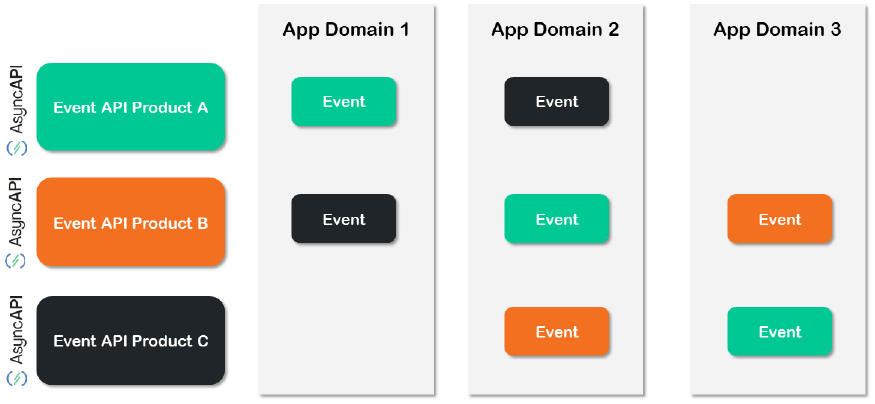 App Domain 1
App Domain 2
App Domain 3
AsyncAPI
Event API Product A
Event
Event
AsyncAPI
Event API Product B
Event
Event
Event
AsyncAPI
Event API Product C
Event
Event